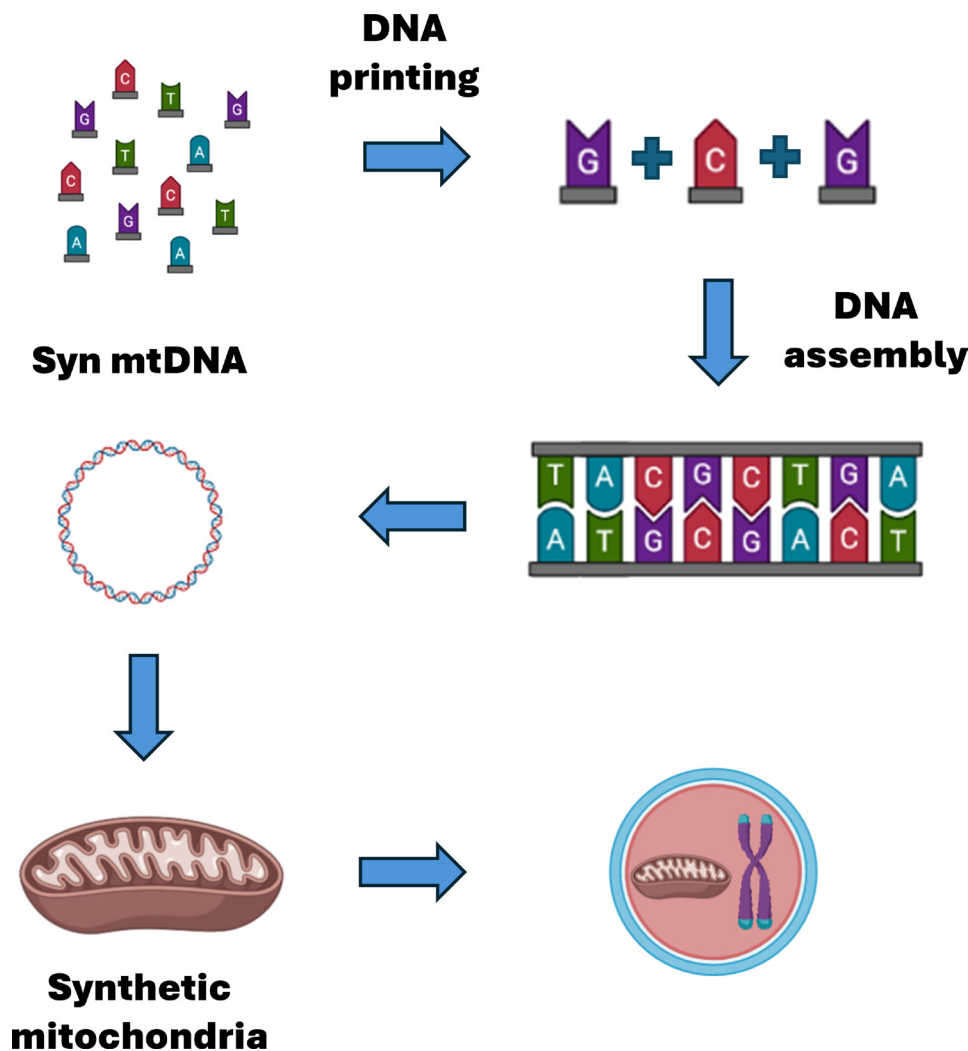 DNA
printing
C
T
G
G
T
A
C
C
G
T
A
A
G + C + G
DNA
assembly
Syn mtDNA
T A C G C T G A
A T G C G A C T
Synthetic
mitochondria